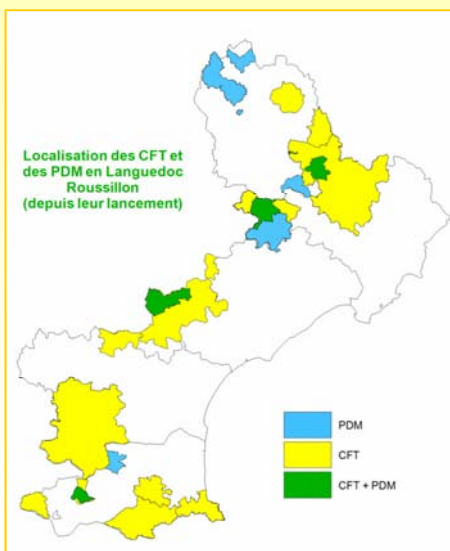 Localisation des CFT et
des PDM en Languedoc
Roussillon
(depuis leur lancement)
PDM
CFT
CFT + PDM